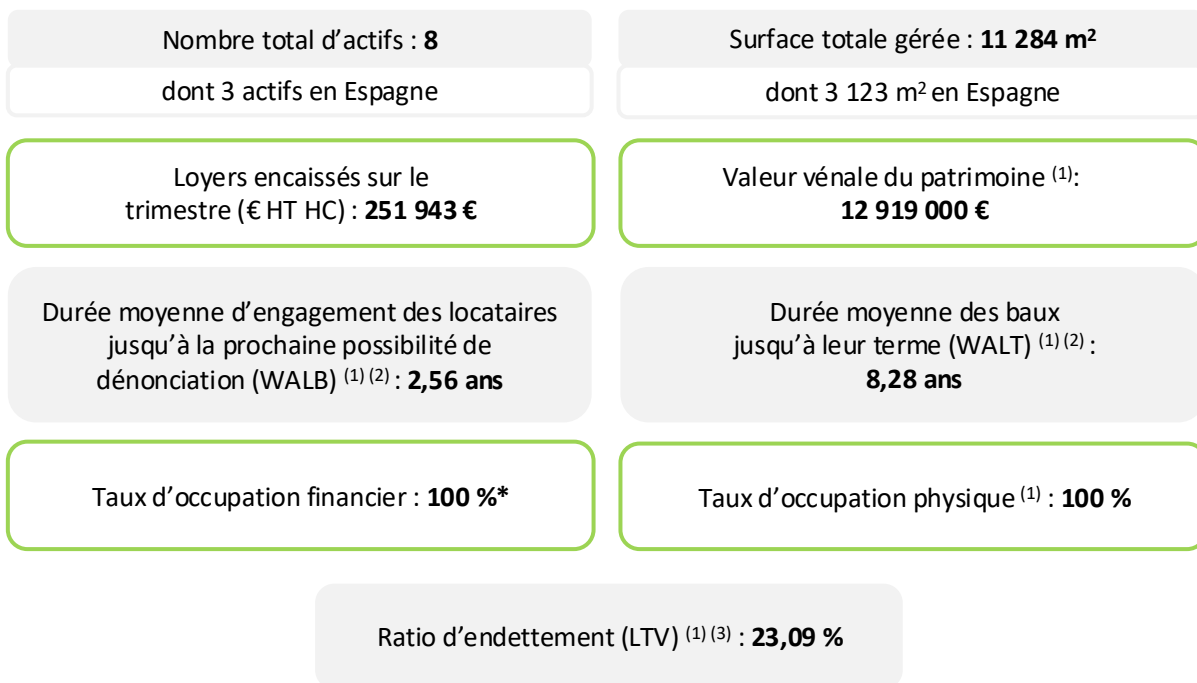 Nombre total d’actifs : 8
dont 3 actifs en Espagne
Surface totale gérée : 11 284 m²
dont 3 123 m² en Espagne
Loyers encaissés sur le
trimestre (€ HT HC) : 251 943 €
Valeur vénale du patrimoine (1):
12 919 000 €
Durée moyenne d’engagement des locataires
jusqu’à la prochaine possibilité de
dénonciation (WALB) (1) (2) : 2,56 ans
Durée moyenne des baux
jusqu’à leur terme (WALT) (1) (2) :
8,28 ans
Taux d’occupation financier : 100 %*
Taux d’occupation physique (1) : 100 %
Ratio d’endettement (LTV) (1) (3) : 23,09 %